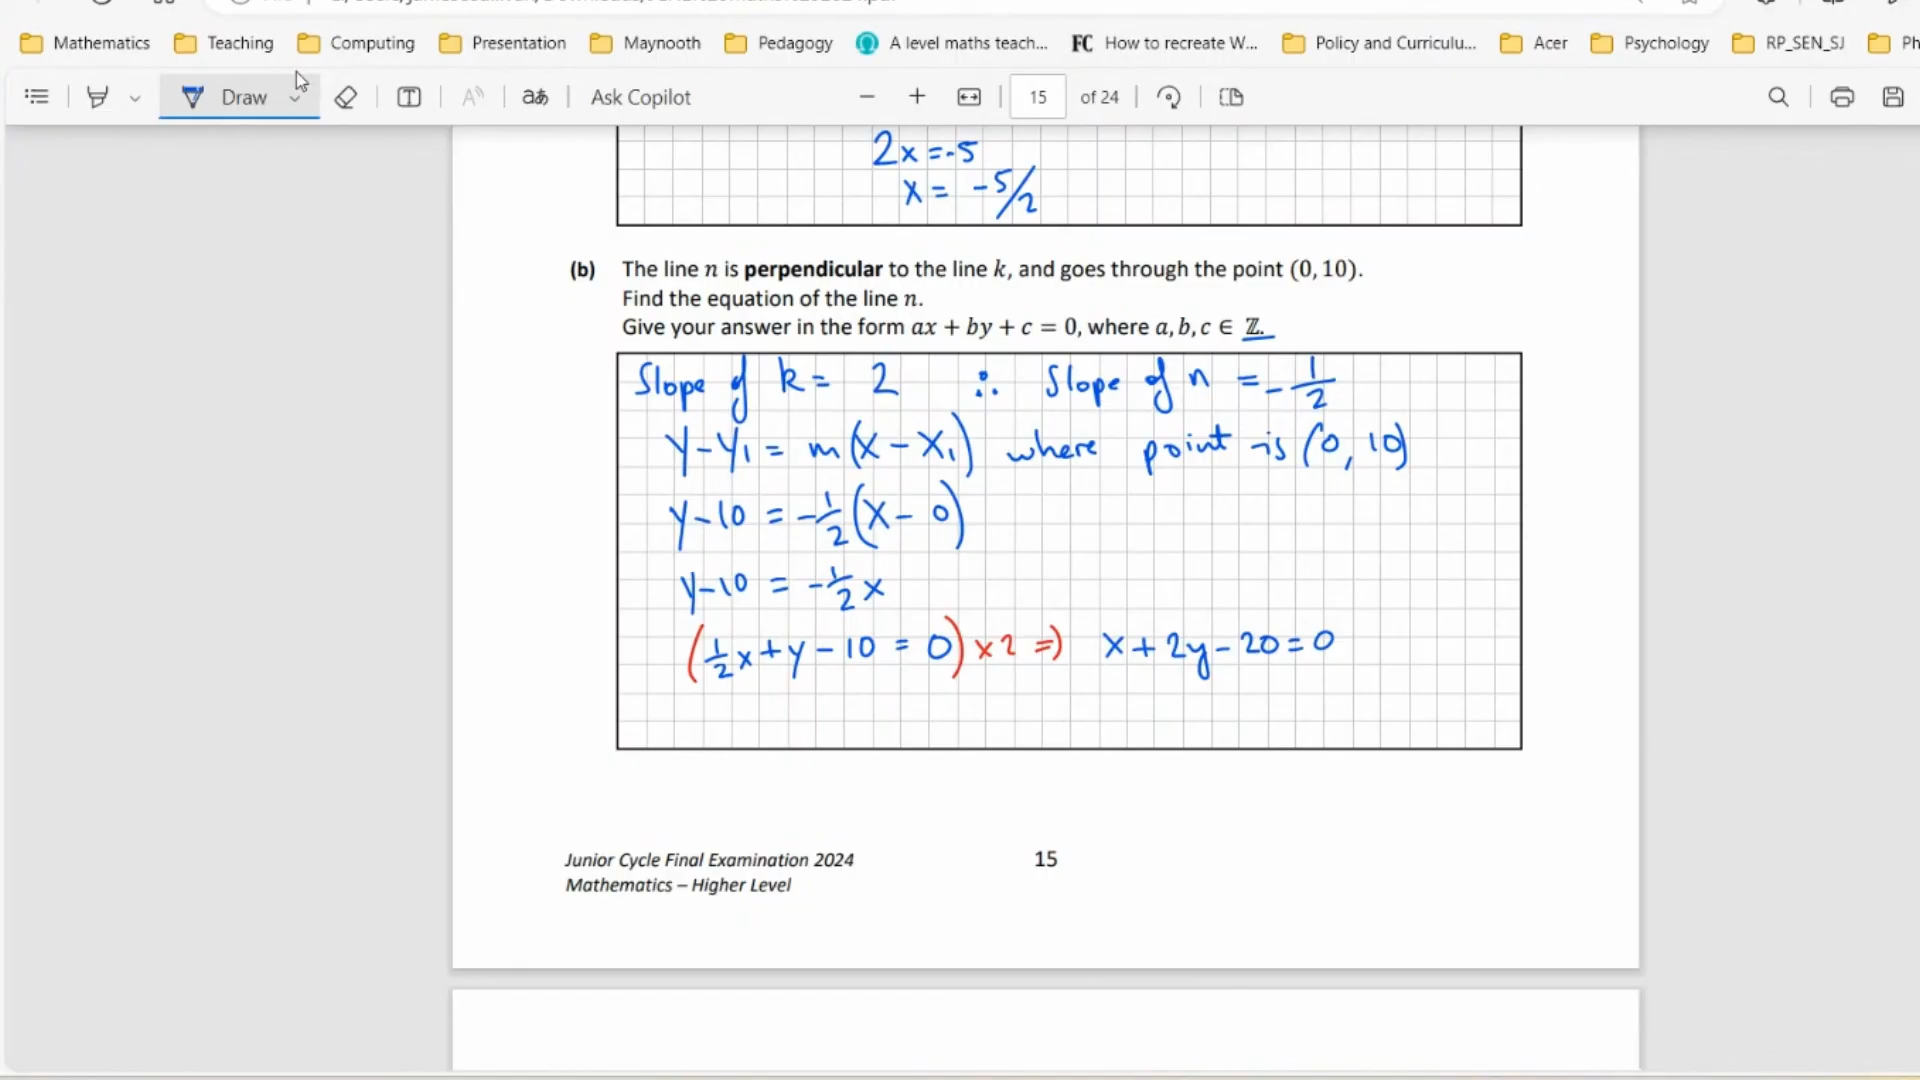 Mathematics Teaching Computing Presentation Maynooth Pedagogy A level maths teach... FC How to recreate W... Policy and Curriculu... Acer Psychology RP_SEN_SJ Ph
Draw Ask Copilot 15 of 24
2x = -5
x = -5/2
(b) The line n is perpendicular to the line k, and goes through the point (0, 10).
Find the equation of the line n.
Give your answer in the form ax + by + c = 0, where a, b, c ∈ ℤ.
Slope of k = 2 ∴ Slope of n = -1/2
y - y₁ = m(x - x₁) where point is (0, 10)
y - 10 = -1/2(x - 0)
y - 10 = -1/2 x
(1/2 x + y - 10 = 0) x 2 ⇒ x + 2y - 20 = 0
Junior Cycle Final Examination 2024 15
Mathematics – Higher Level